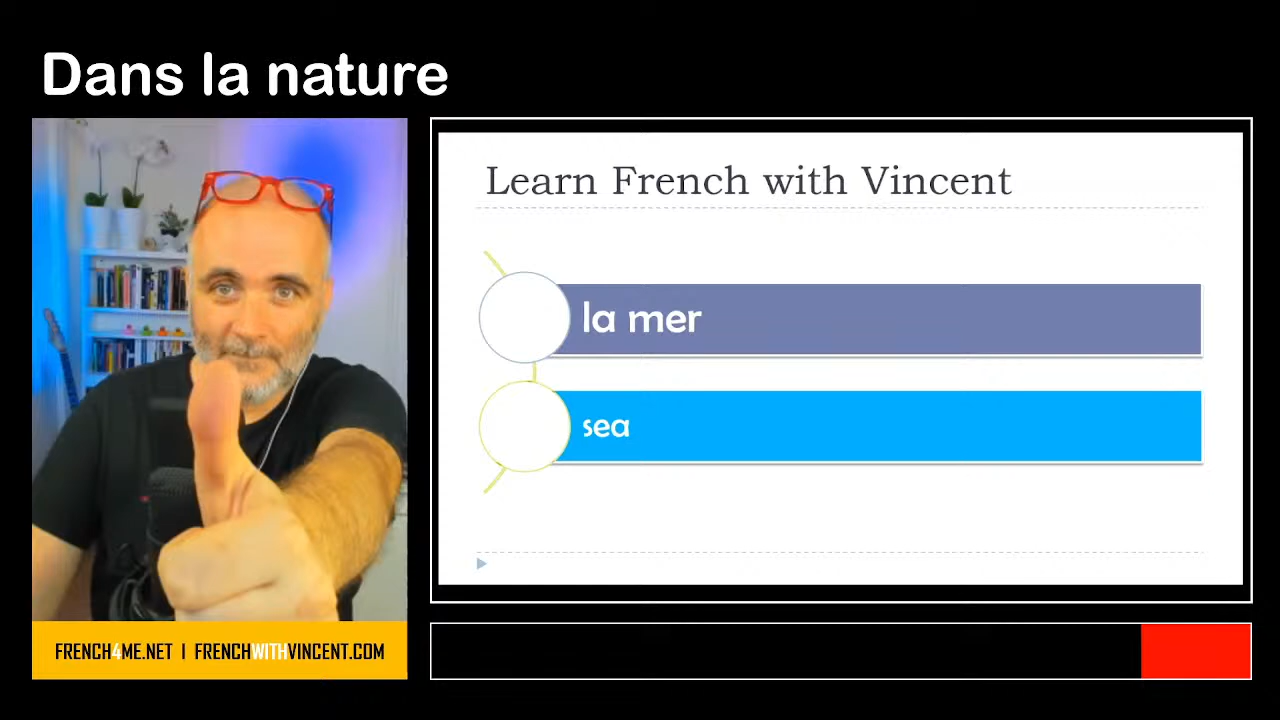 Dans la nature
Learn French with Vincent
la mer
sea
FRENCH4ME.NET I FRENCHWITHVINCENT.COM